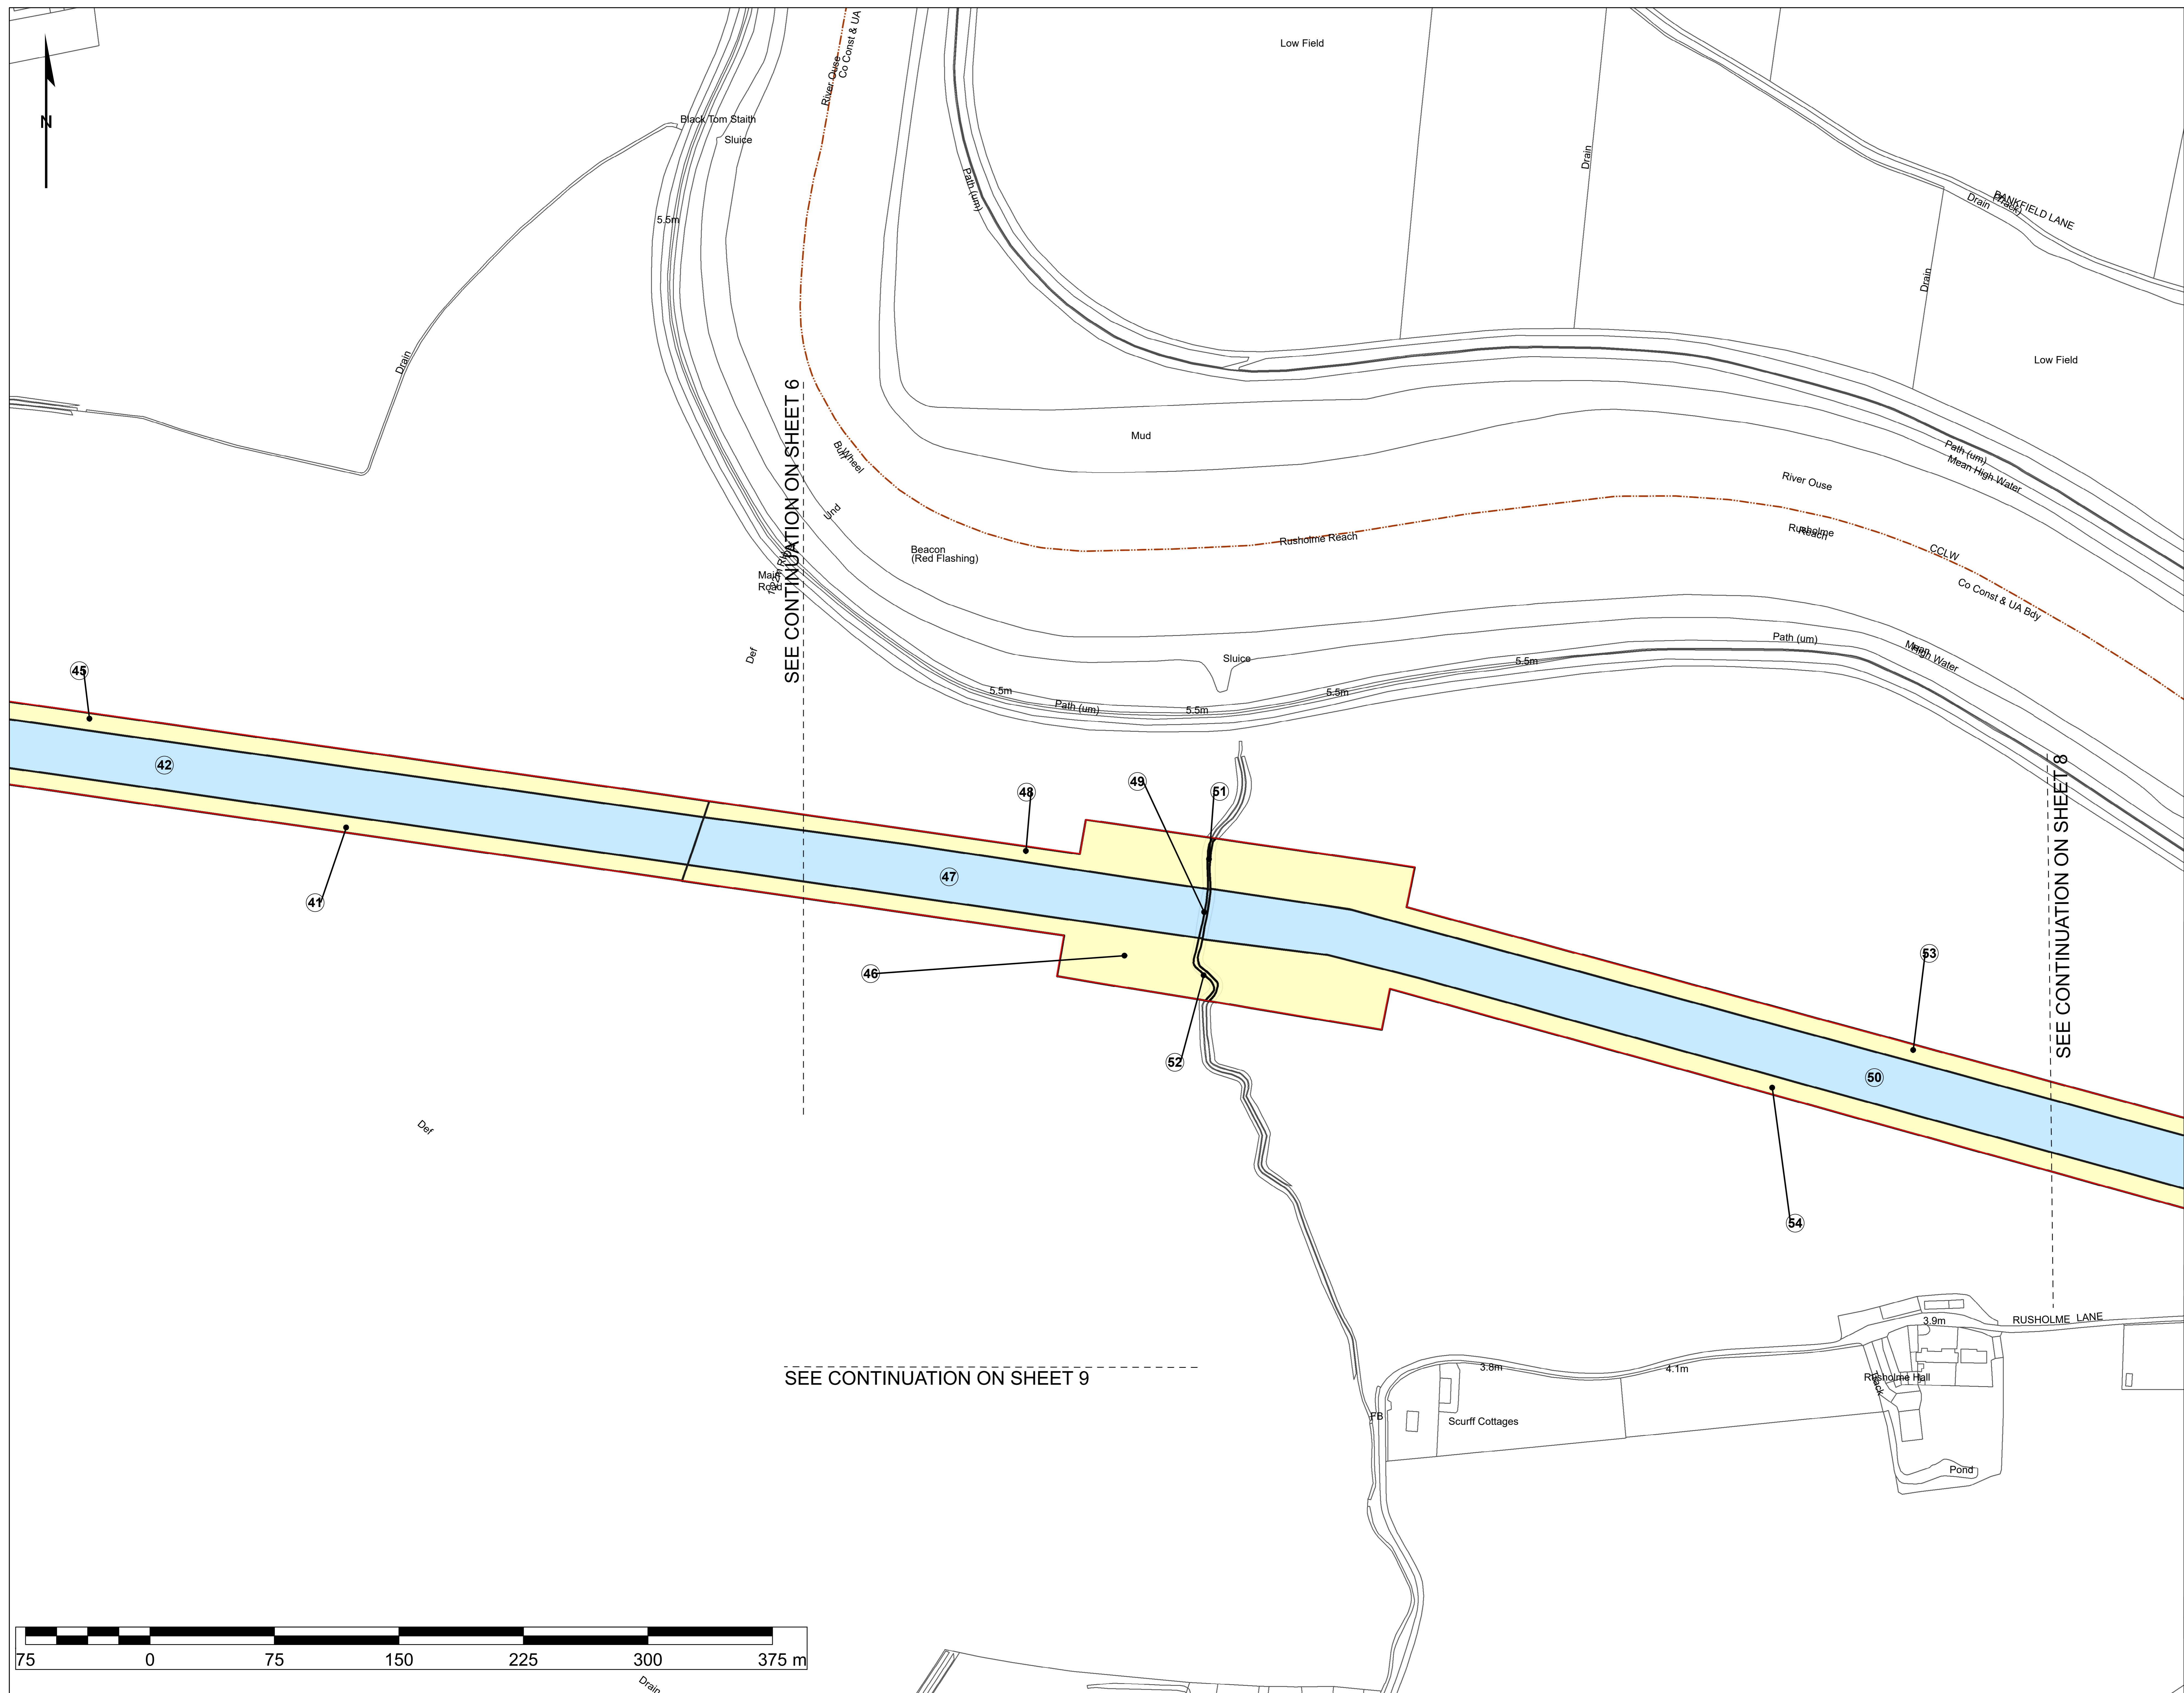 Low Field
River Ouse
Co Const & UA
N
Black Tom Staith
Sluice
Path (um)
Drain
BANKFIELD LANE
Drain
(Track)
5.5m
Drain
Drain
Low Field
SEE CONTINUATION ON SHEET 6
Mud
Wheel
Burr
Path (um)
Mean High Water
River Ouse
Und
Rusholme Reach
Rusholme
Reach
Beacon
(Red Flashing)
CCLW
Main
Road
Co Const & UA Bdy
Def
Path (um)
Mean
High Water
Sluice
5.5m
5.5m
5.5m
Path (um)
5.5m
SEE CONTINUATION ON SHEET 8
45
42
48
49
51
47
41
46
53
52
50
54
Def
RUSHOLME LANE
3.9m
SEE CONTINUATION ON SHEET 9
3.8m
4.1m
Track
Rusholme Hall
FB
Scurff Cottages
Pond
75 0 75 150 225 300 375 m
Drain